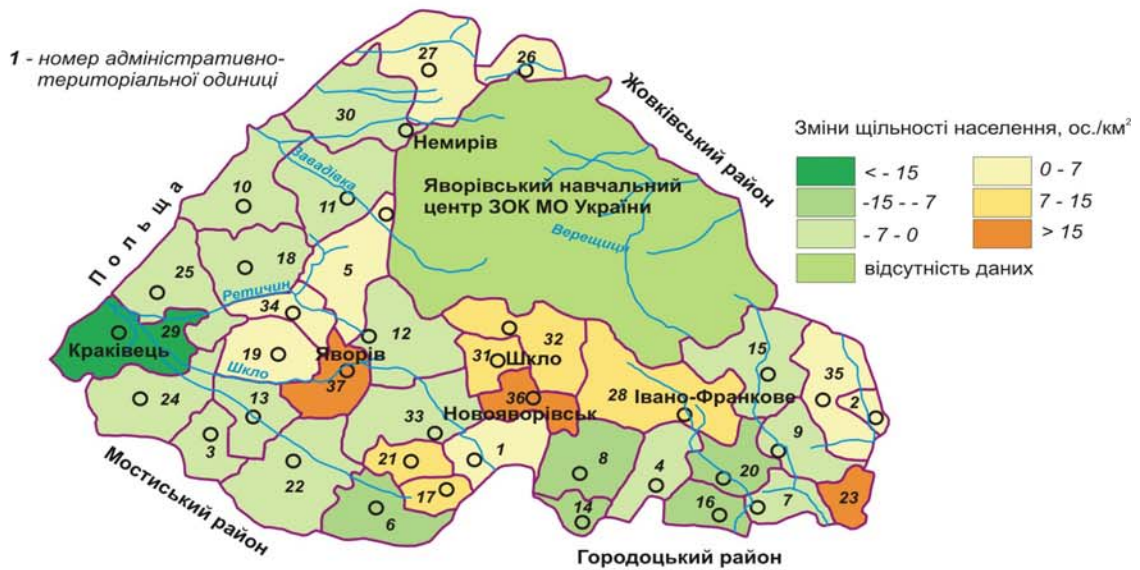 1 - номер адміністративно-
територіальної одиниці
27
26
30
Немирів
Жовківський район
Зміни щільності населення, ос./км²
< - 15
0 - 7
-15 - - 7
7 - 15
- 7 - 0
> 15
відсутність даних
Завадівка
Яворівський навчальний
центр ЗОК МО України
Верещиця
Польща
10
11
18
5
25
Ретичин
34
29
12
32
Краківець
19
Яворів
31
Шкло
15
35
Шкло
37
28
Івано-Франкове
36
Новояворівськ
24
13
33
2
3
1
9
21
8
4
20
22
17
23
6
14
16
7
Мостиський район
Городоцький район